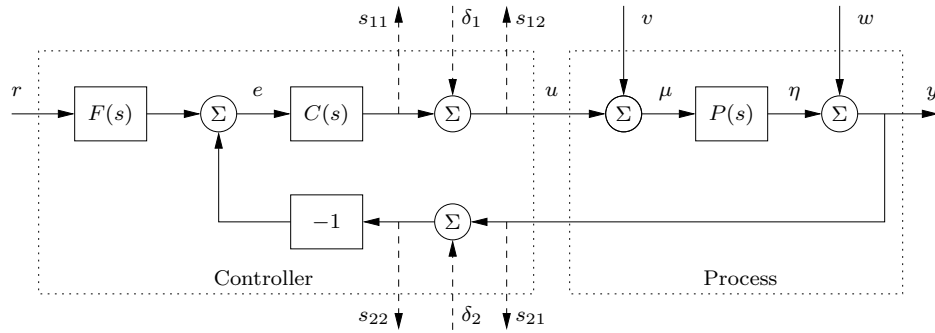 s₁₁ δ₁ s₁₂ v w
r F(s) Σ e C(s) Σ u Σ μ P(s) η Σ y
−1 Σ
Controller Process
s₂₂ δ₂ s₂₁